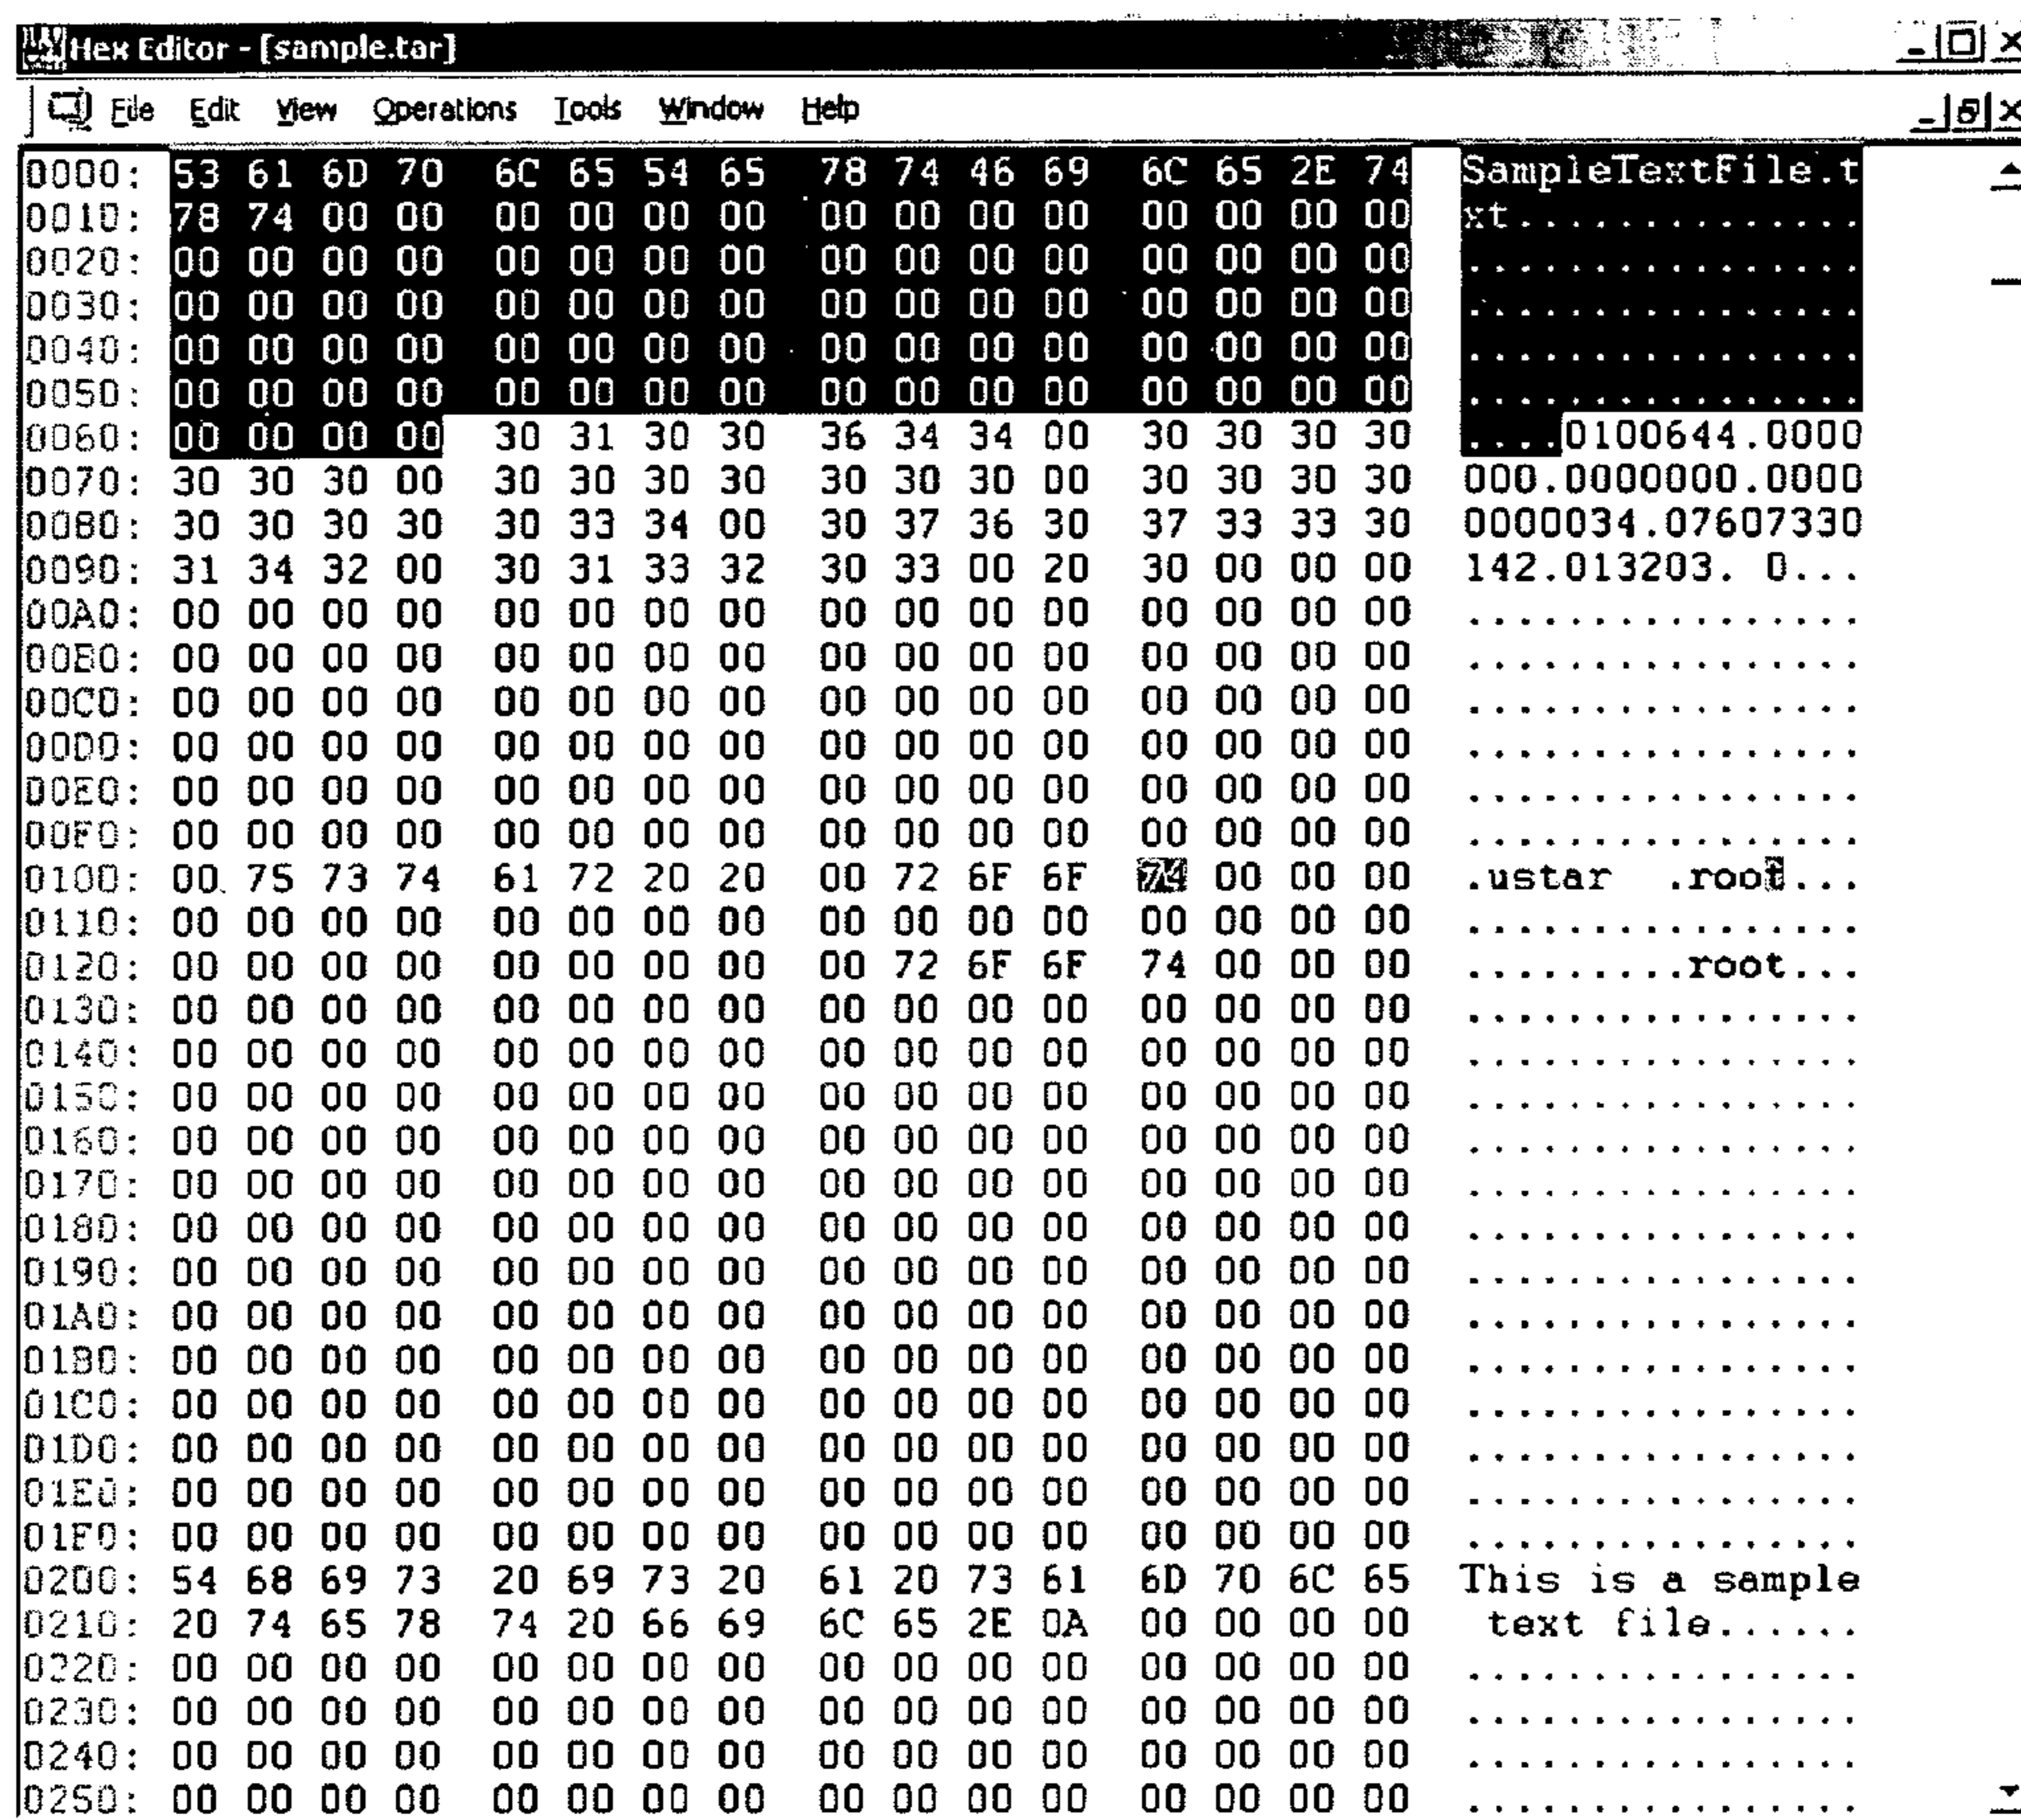 Hex Editor - [sample.tar]
File Edit View Operations Tools Window Help
0000: 53 61 6D 70 6C 65 54 65 78 74 46 69 6C 65 2E 74 SampleTextFile.t
0010: 78 74 00 00 00 00 00 00 00 00 00 00 00 00 00 00 xt..............
0020: 00 00 00 00 00 00 00 00 00 00 00 00 00 00 00 00 ................
0030: 00 00 00 00 00 00 00 00 00 00 00 00 00 00 00 00 ................
0040: 00 00 00 00 00 00 00 00 00 00 00 00 00 00 00 00 ................
0050: 00 00 00 00 00 00 00 00 00 00 00 00 00 00 00 00 ................
0060: 00 00 00 00 30 31 30 30 36 34 34 00 30 30 30 30 ....0100644.0000
0070: 30 30 30 00 30 30 30 30 30 30 30 00 30 30 30 30 000.0000000.0000
0080: 30 30 30 30 30 33 34 00 30 37 36 30 37 33 33 30 0000034.07607330
0090: 31 34 32 00 30 31 33 32 30 33 00 20 30 00 00 00 142.013203. 0...
00A0: 00 00 00 00 00 00 00 00 00 00 00 00 00 00 00 00 ................
00B0: 00 00 00 00 00 00 00 00 00 00 00 00 00 00 00 00 ................
00C0: 00 00 00 00 00 00 00 00 00 00 00 00 00 00 00 00 ................
00D0: 00 00 00 00 00 00 00 00 00 00 00 00 00 00 00 00 ................
00E0: 00 00 00 00 00 00 00 00 00 00 00 00 00 00 00 00 ................
00F0: 00 00 00 00 00 00 00 00 00 00 00 00 00 00 00 00 ................
0100: 00 75 73 74 61 72 20 20 00 72 6F 6F 74 00 00 00 .ustar  .root...
0110: 00 00 00 00 00 00 00 00 00 00 00 00 00 00 00 00 ................
0120: 00 00 00 00 00 00 00 00 00 72 6F 6F 74 00 00 00 .........root...
0130: 00 00 00 00 00 00 00 00 00 00 00 00 00 00 00 00 ................
0140: 00 00 00 00 00 00 00 00 00 00 00 00 00 00 00 00 ................
0150: 00 00 00 00 00 00 00 00 00 00 00 00 00 00 00 00 ................
0160: 00 00 00 00 00 00 00 00 00 00 00 00 00 00 00 00 ................
0170: 00 00 00 00 00 00 00 00 00 00 00 00 00 00 00 00 ................
0180: 00 00 00 00 00 00 00 00 00 00 00 00 00 00 00 00 ................
0190: 00 00 00 00 00 00 00 00 00 00 00 00 00 00 00 00 ................
01A0: 00 00 00 00 00 00 00 00 00 00 00 00 00 00 00 00 ................
01B0: 00 00 00 00 00 00 00 00 00 00 00 00 00 00 00 00 ................
01C0: 00 00 00 00 00 00 00 00 00 00 00 00 00 00 00 00 ................
01D0: 00 00 00 00 00 00 00 00 00 00 00 00 00 00 00 00 ................
01E0: 00 00 00 00 00 00 00 00 00 00 00 00 00 00 00 00 ................
01F0: 00 00 00 00 00 00 00 00 00 00 00 00 00 00 00 00 ................
0200: 54 68 69 73 20 69 73 20 61 20 73 61 6D 70 6C 65 This is a sample
0210: 20 74 65 78 74 20 66 69 6C 65 2E 0A 00 00 00 00  text file......
0220: 00 00 00 00 00 00 00 00 00 00 00 00 00 00 00 00 ................
0230: 00 00 00 00 00 00 00 00 00 00 00 00 00 00 00 00 ................
0240: 00 00 00 00 00 00 00 00 00 00 00 00 00 00 00 00 ................
0250: 00 00 00 00 00 00 00 00 00 00 00 00 00 00 00 00 ................